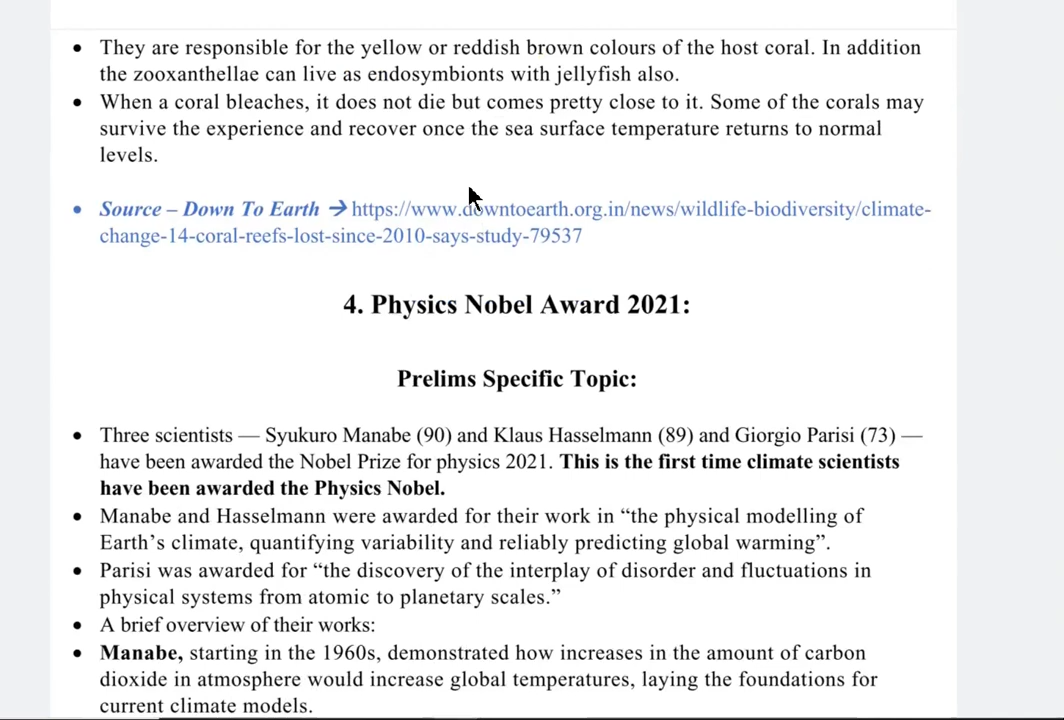 • They are responsible for the yellow or reddish brown colours of the host coral. In addition
the zooxanthellae can live as endosymbionts with jellyfish also.
• When a coral bleaches, it does not die but comes pretty close to it. Some of the corals may
survive the experience and recover once the sea surface temperature returns to normal
levels.
• Source – Down To Earth → https://www.downtoearth.org.in/news/wildlife-biodiversity/climate-
change-14-coral-reefs-lost-since-2010-says-study-79537
4. Physics Nobel Award 2021:
Prelims Specific Topic:
• Three scientists — Syukuro Manabe (90) and Klaus Hasselmann (89) and Giorgio Parisi (73) —
have been awarded the Nobel Prize for physics 2021. This is the first time climate scientists
have been awarded the Physics Nobel.
• Manabe and Hasselmann were awarded for their work in “the physical modelling of
Earth’s climate, quantifying variability and reliably predicting global warming”.
• Parisi was awarded for “the discovery of the interplay of disorder and fluctuations in
physical systems from atomic to planetary scales.”
• A brief overview of their works:
• Manabe, starting in the 1960s, demonstrated how increases in the amount of carbon
dioxide in atmosphere would increase global temperatures, laying the foundations for
current climate models.